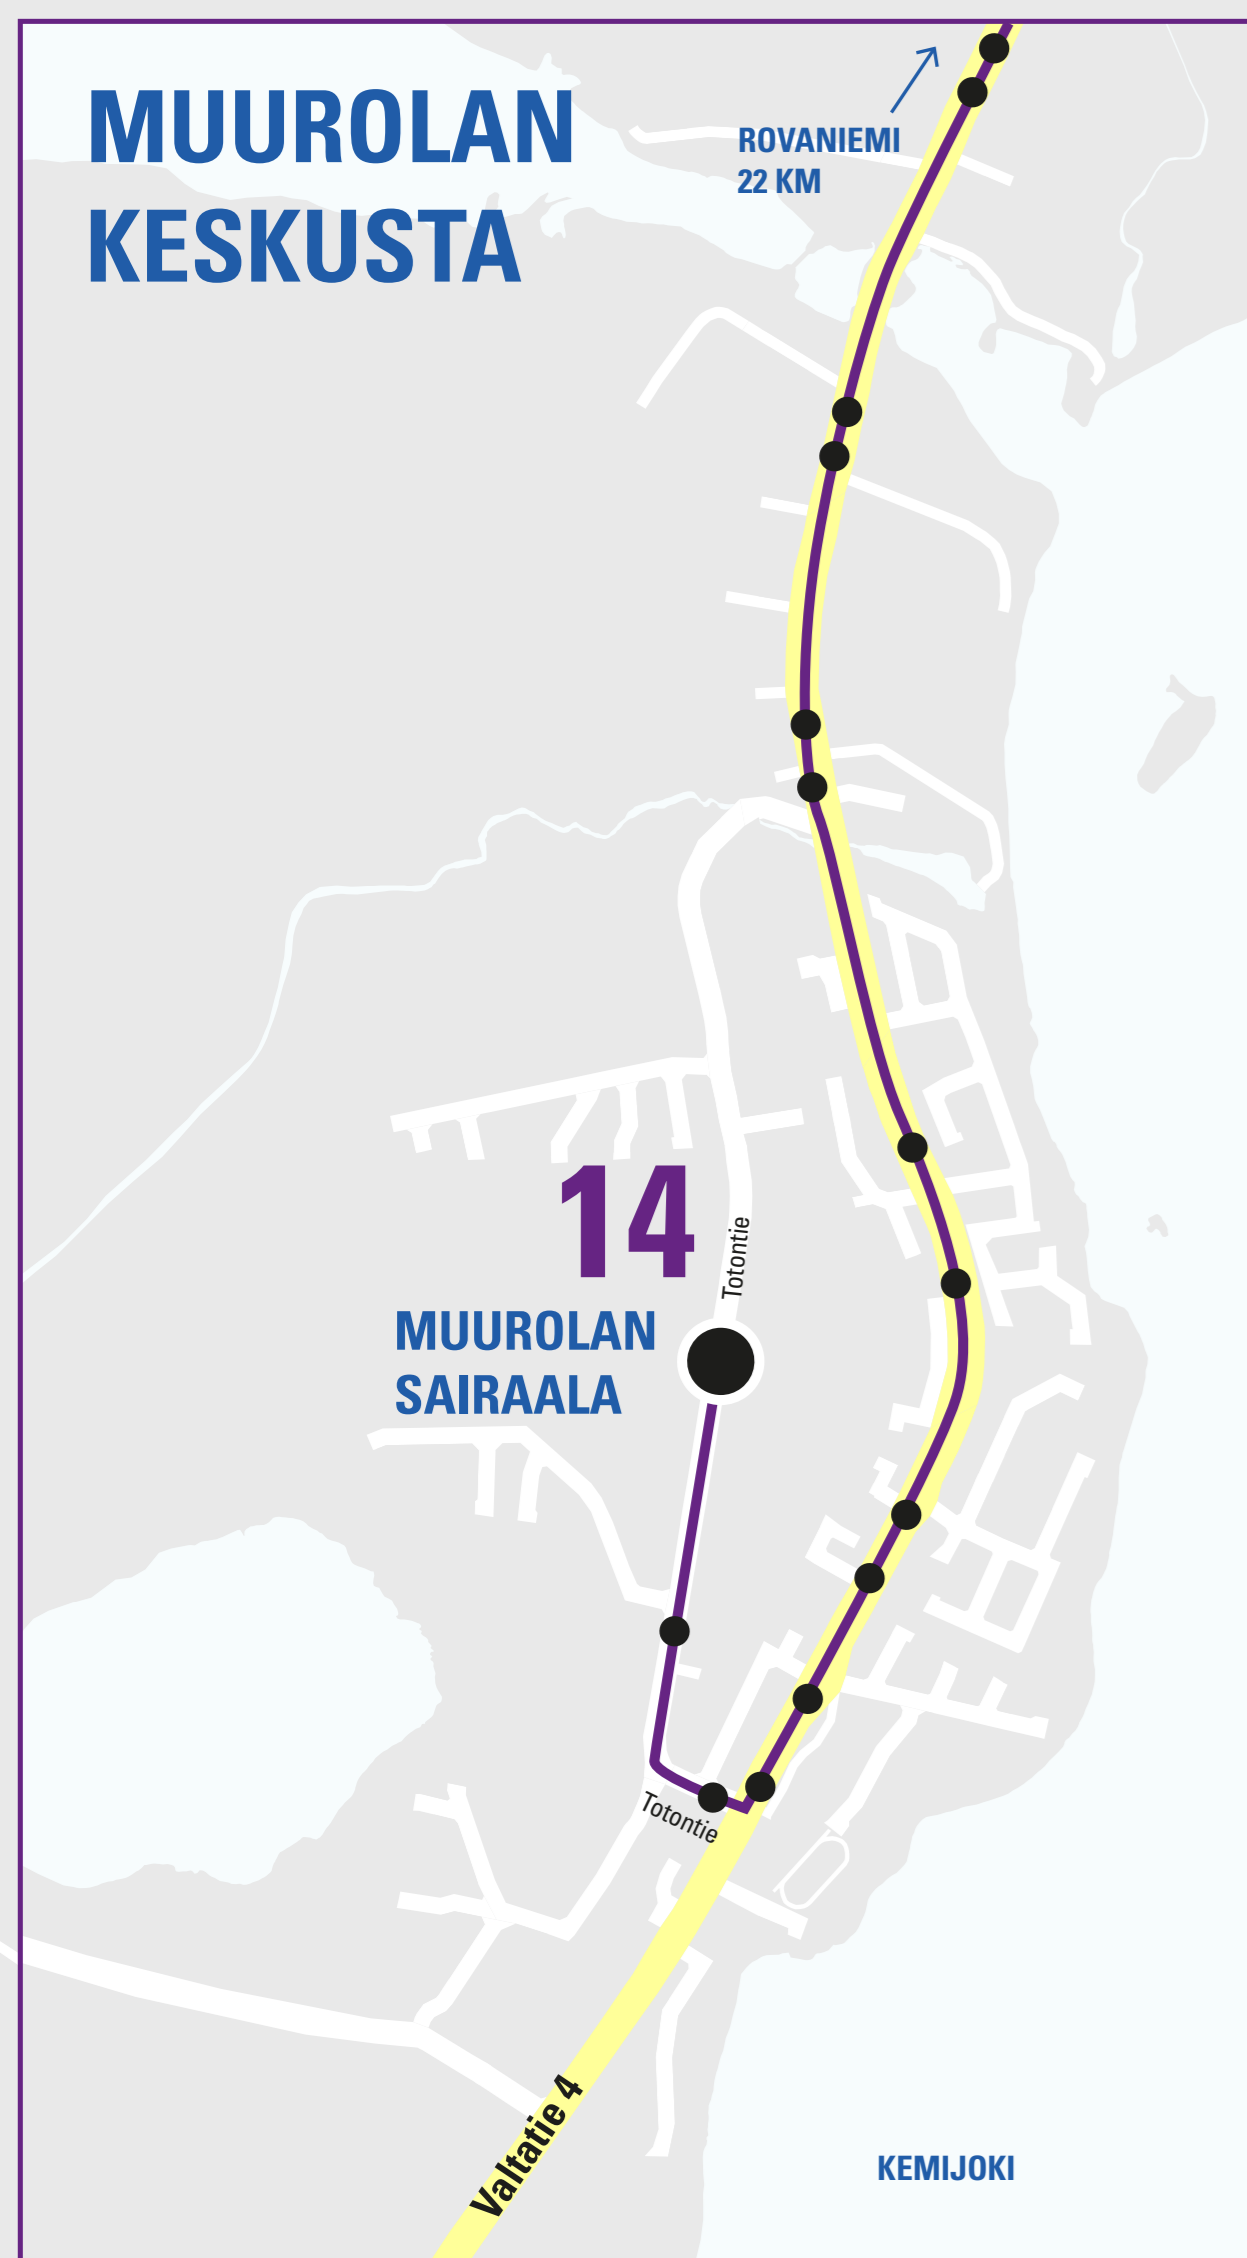 MUUROLAN
KESKUSTA
ROVANIEMI
22 KM
14
Totontie
MUUROLAN
SAIRAALA
Totontie
Valtatie 4
KEMIJOKI